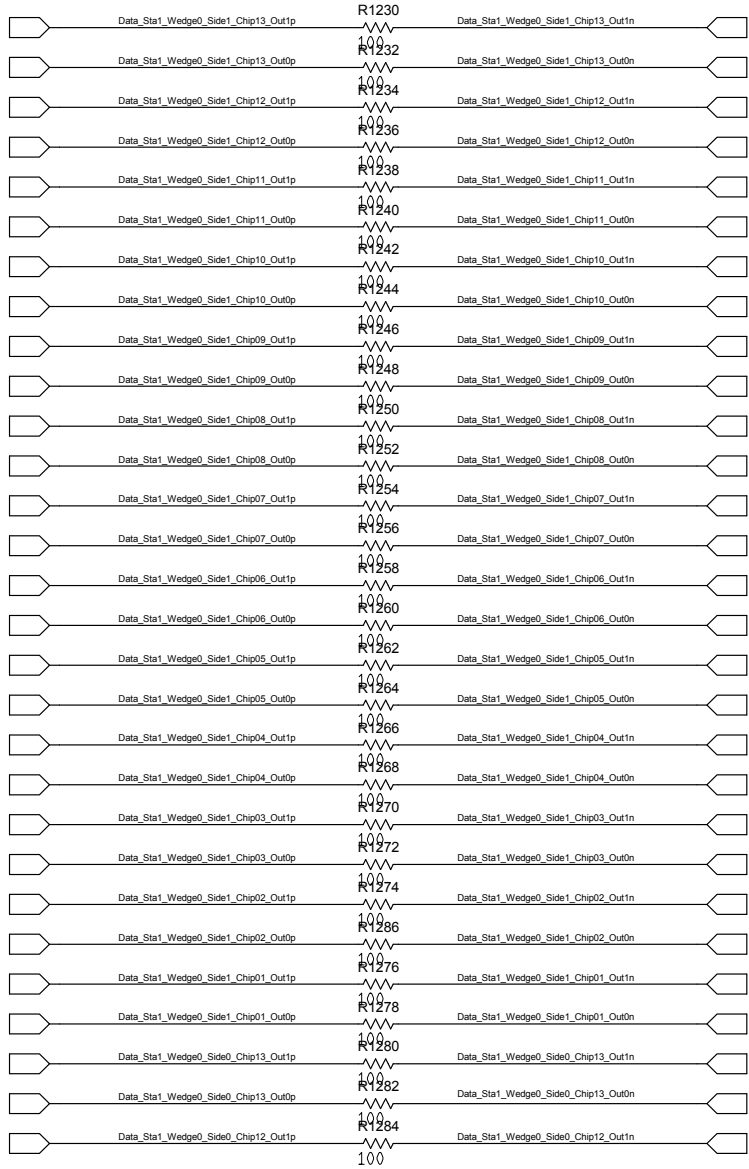 R1230
Data_Sta1_Wedge0_Side1_Chip13_Out1p Data_Sta1_Wedge0_Side1_Chip13_Out1n
100
R1232
Data_Sta1_Wedge0_Side1_Chip13_Out0p Data_Sta1_Wedge0_Side1_Chip13_Out0n
100
R1234
Data_Sta1_Wedge0_Side1_Chip12_Out1p Data_Sta1_Wedge0_Side1_Chip12_Out1n
100
R1236
Data_Sta1_Wedge0_Side1_Chip12_Out0p Data_Sta1_Wedge0_Side1_Chip12_Out0n
100
R1238
Data_Sta1_Wedge0_Side1_Chip11_Out1p Data_Sta1_Wedge0_Side1_Chip11_Out1n
100
R1240
Data_Sta1_Wedge0_Side1_Chip11_Out0p Data_Sta1_Wedge0_Side1_Chip11_Out0n
100
R1242
Data_Sta1_Wedge0_Side1_Chip10_Out1p Data_Sta1_Wedge0_Side1_Chip10_Out1n
100
R1244
Data_Sta1_Wedge0_Side1_Chip10_Out0p Data_Sta1_Wedge0_Side1_Chip10_Out0n
100
R1246
Data_Sta1_Wedge0_Side1_Chip09_Out1p Data_Sta1_Wedge0_Side1_Chip09_Out1n
100
R1248
Data_Sta1_Wedge0_Side1_Chip09_Out0p Data_Sta1_Wedge0_Side1_Chip09_Out0n
100
R1250
Data_Sta1_Wedge0_Side1_Chip08_Out1p Data_Sta1_Wedge0_Side1_Chip08_Out1n
100
R1252
Data_Sta1_Wedge0_Side1_Chip08_Out0p Data_Sta1_Wedge0_Side1_Chip08_Out0n
100
R1254
Data_Sta1_Wedge0_Side1_Chip07_Out1p Data_Sta1_Wedge0_Side1_Chip07_Out1n
100
R1256
Data_Sta1_Wedge0_Side1_Chip07_Out0p Data_Sta1_Wedge0_Side1_Chip07_Out0n
100
R1258
Data_Sta1_Wedge0_Side1_Chip06_Out1p Data_Sta1_Wedge0_Side1_Chip06_Out1n
100
R1260
Data_Sta1_Wedge0_Side1_Chip06_Out0p Data_Sta1_Wedge0_Side1_Chip06_Out0n
100
R1262
Data_Sta1_Wedge0_Side1_Chip05_Out1p Data_Sta1_Wedge0_Side1_Chip05_Out1n
100
R1264
Data_Sta1_Wedge0_Side1_Chip05_Out0p Data_Sta1_Wedge0_Side1_Chip05_Out0n
100
R1266
Data_Sta1_Wedge0_Side1_Chip04_Out1p Data_Sta1_Wedge0_Side1_Chip04_Out1n
100
R1268
Data_Sta1_Wedge0_Side1_Chip04_Out0p Data_Sta1_Wedge0_Side1_Chip04_Out0n
100
R1270
Data_Sta1_Wedge0_Side1_Chip03_Out1p Data_Sta1_Wedge0_Side1_Chip03_Out1n
100
R1272
Data_Sta1_Wedge0_Side1_Chip03_Out0p Data_Sta1_Wedge0_Side1_Chip03_Out0n
100
R1274
Data_Sta1_Wedge0_Side1_Chip02_Out1p Data_Sta1_Wedge0_Side1_Chip02_Out1n
100
R1286
Data_Sta1_Wedge0_Side1_Chip02_Out0p Data_Sta1_Wedge0_Side1_Chip02_Out0n
100
R1276
Data_Sta1_Wedge0_Side1_Chip01_Out1p Data_Sta1_Wedge0_Side1_Chip01_Out1n
100
R1278
Data_Sta1_Wedge0_Side1_Chip01_Out0p Data_Sta1_Wedge0_Side1_Chip01_Out0n
100
R1280
Data_Sta1_Wedge0_Side0_Chip13_Out1p Data_Sta1_Wedge0_Side0_Chip13_Out1n
100
R1282
Data_Sta1_Wedge0_Side0_Chip13_Out0p Data_Sta1_Wedge0_Side0_Chip13_Out0n
100
R1284
Data_Sta1_Wedge0_Side0_Chip12_Out1p Data_Sta1_Wedge0_Side0_Chip12_Out1n
100